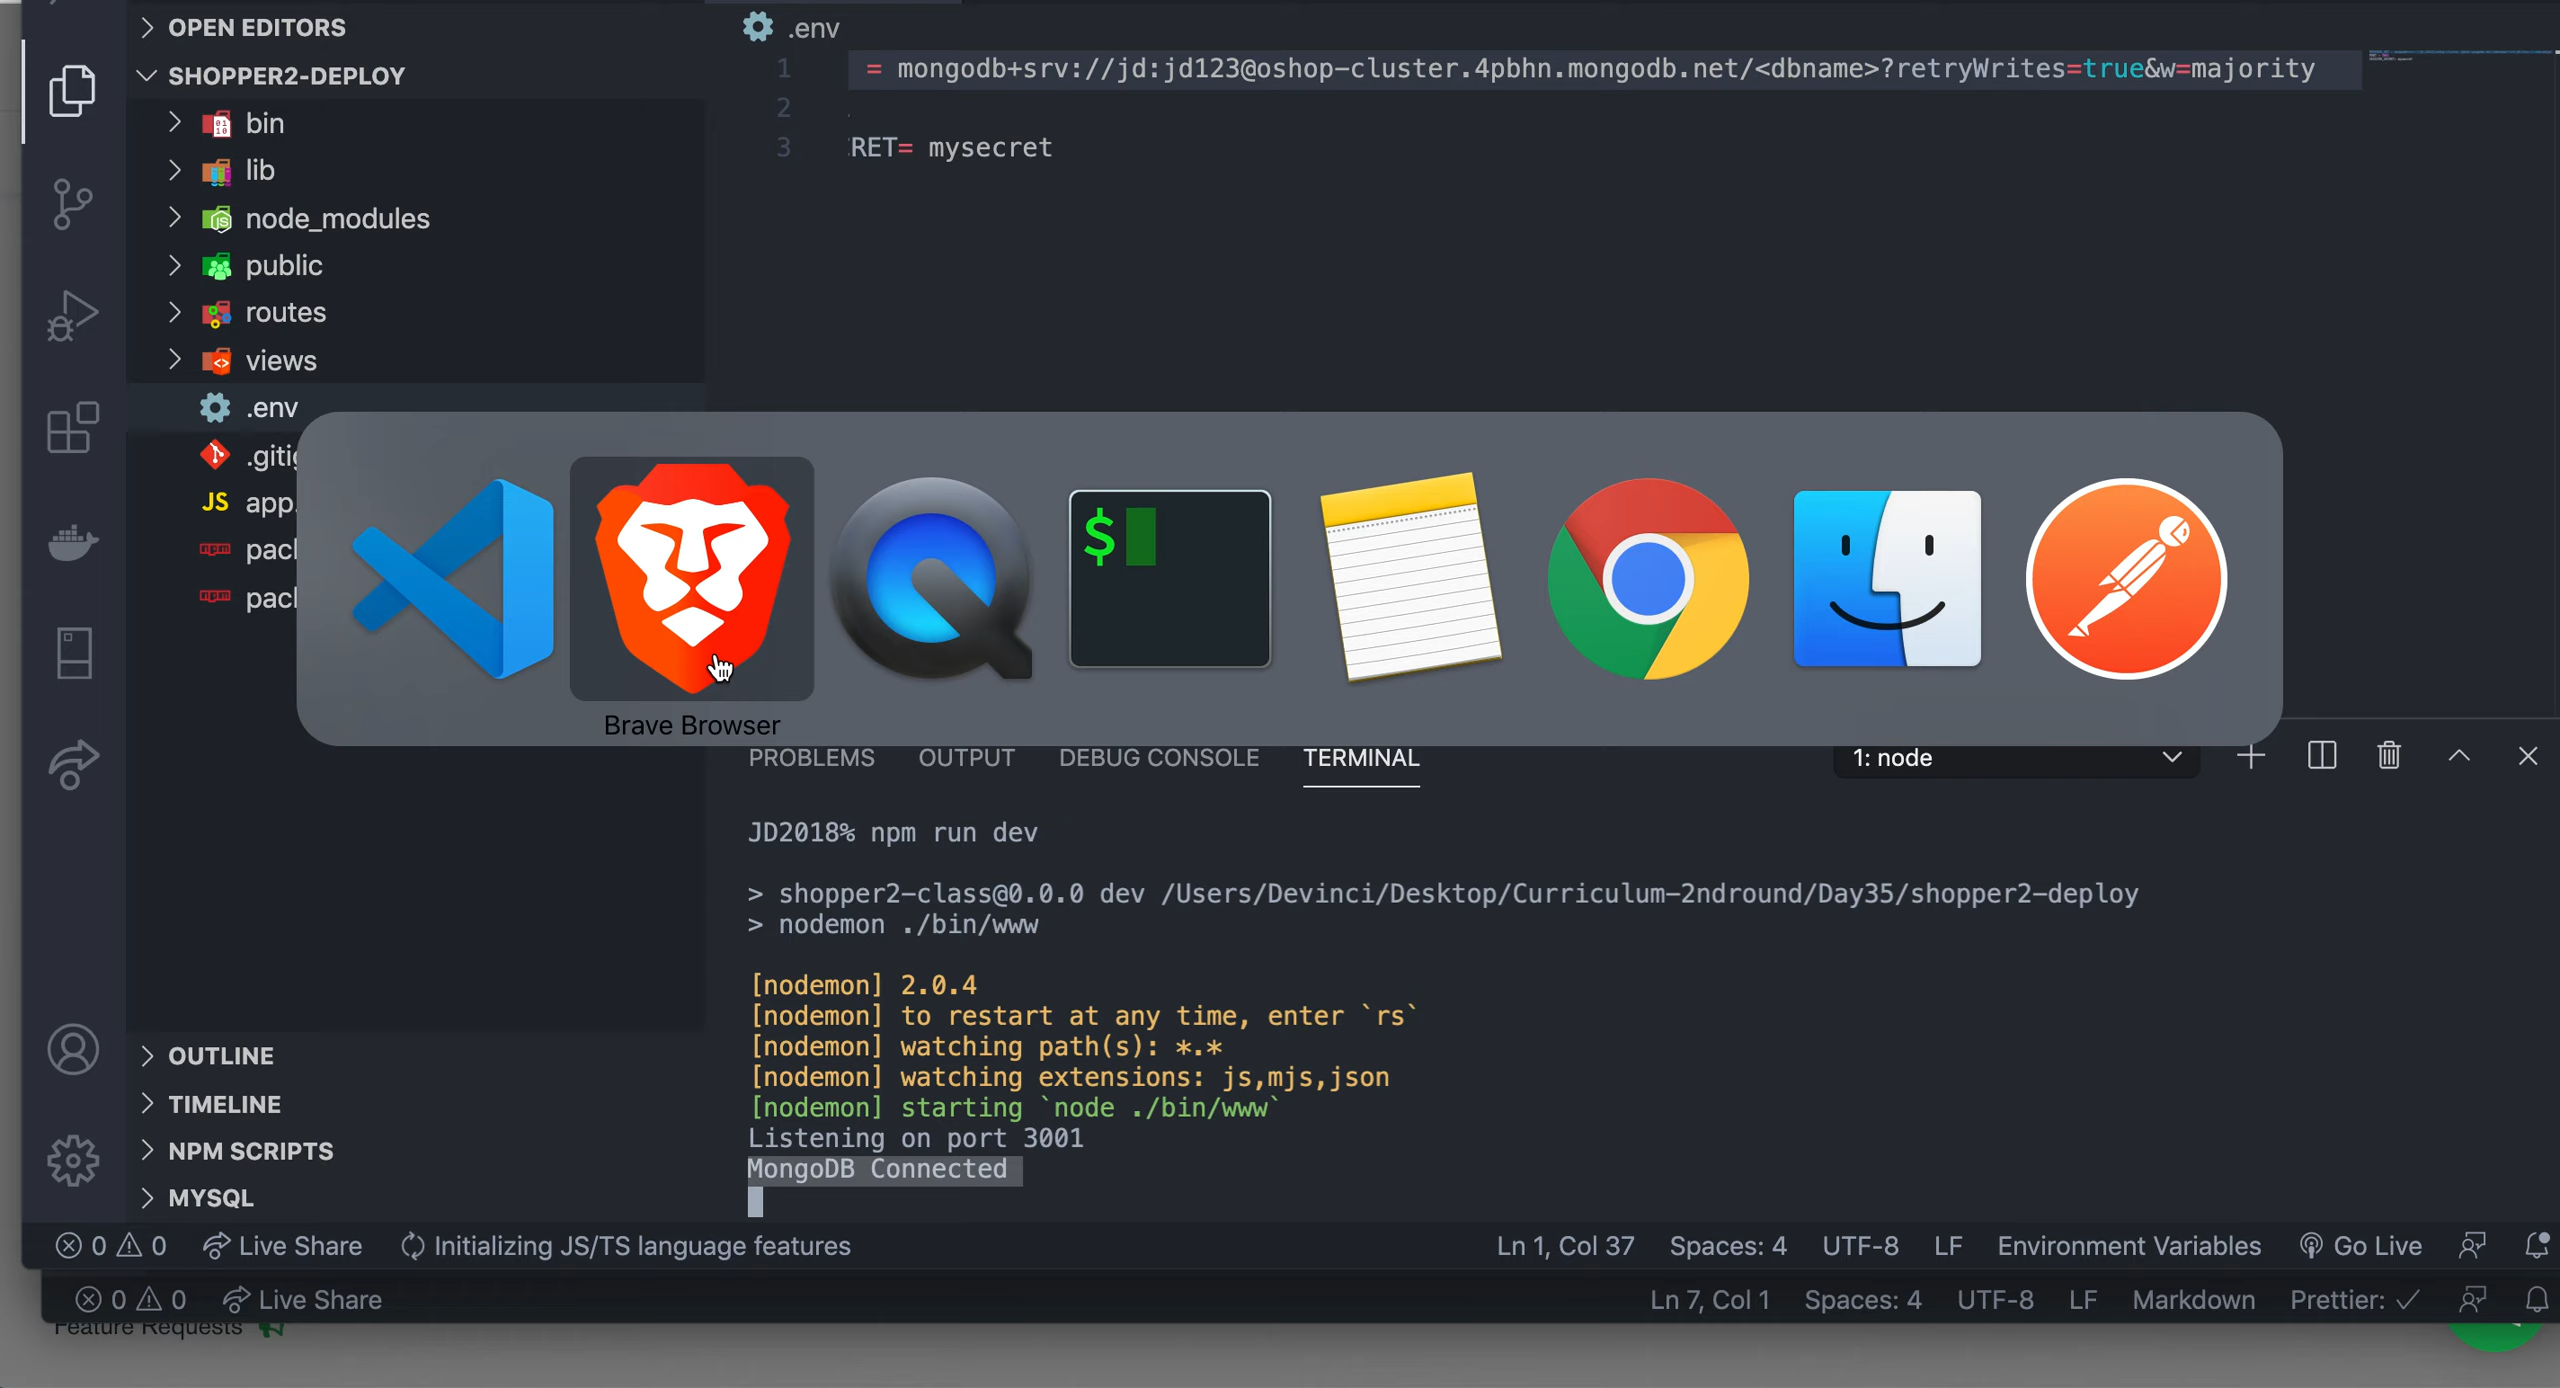 OPEN EDITORS
SHOPPER2-DEPLOY
bin
lib
node_modules
public
routes
views
.env
.gitig
JS app.
pack
pack
OUTLINE
TIMELINE
NPM SCRIPTS
MYSQL
.env
1 = mongodb+srv://jd:jd123@oshop-cluster.4pbhn.mongodb.net/<dbname>?retryWrites=true&w=majority
2
3 RET= mysecret
$
Brave Browser
PROBLEMS OUTPUT DEBUG CONSOLE TERMINAL 1: node
JD2018% npm run dev
> shopper2-class@0.0.0 dev /Users/Devinci/Desktop/Curriculum-2ndround/Day35/shopper2-deploy
> nodemon ./bin/www
[nodemon] 2.0.4
[nodemon] to restart at any time, enter `rs`
[nodemon] watching path(s): *.*
[nodemon] watching extensions: js,mjs,json
[nodemon] starting `node ./bin/www`
Listening on port 3001
MongoDB Connected
0 0 Live Share Initializing JS/TS language features Ln 1, Col 37 Spaces: 4 UTF-8 LF Environment Variables Go Live
0 0 Live Share Ln 7, Col 1 Spaces: 4 UTF-8 LF Markdown Prettier: ✓
Feature Requests